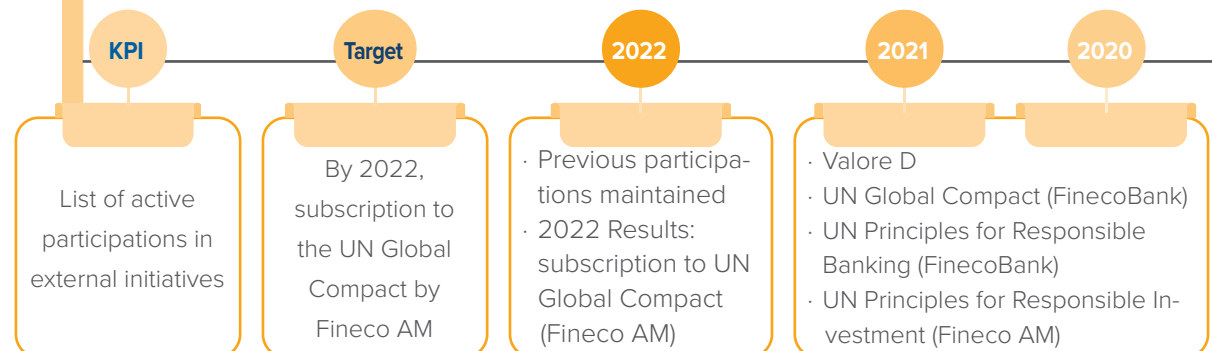 KPI
Target
2022
2021
2020
List of active
participations in
external initiatives
By 2022,
subscription to
the UN Global
Compact by
Fineco AM
· Previous participa-
tions maintained
· 2022 Results:
subscription to UN
Global Compact
(Fineco AM)
· Valore D
· UN Global Compact (FinecoBank)
· UN Principles for Responsible
Banking (FinecoBank)
· UN Principles for Responsible In-
vestment (Fineco AM)